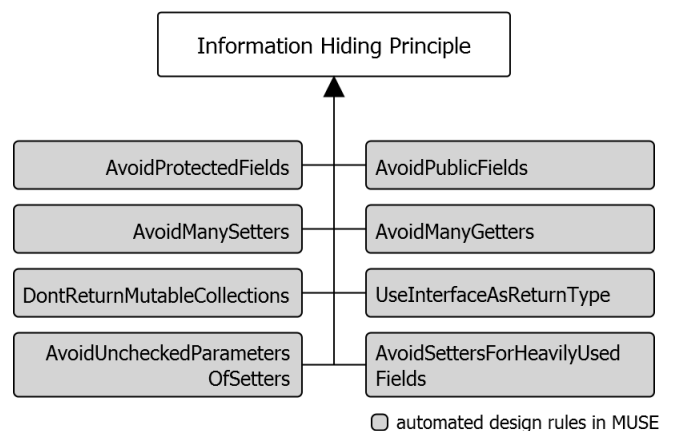 Information Hiding Principle
AvoidProtectedFields
AvoidPublicFields
AvoidManySetters
AvoidManyGetters
DontReturnMutableCollections
UseInterfaceAsReturnType
AvoidUncheckedParameters
OfSetters
AvoidSettersForHeavilyUsed
Fields
automated design rules in MUSE